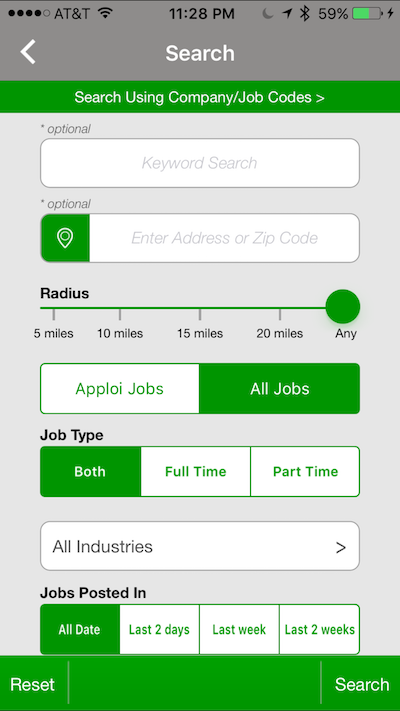 AT&T 11:28 PM 59%
Search
Search Using Company/Job Codes >
* optional
Keyword Search
* optional
Enter Address or Zip Code
Radius
5 miles 10 miles 15 miles 20 miles Any
Apploi Jobs All Jobs
Job Type
Both Full Time Part Time
All Industries >
Jobs Posted In
All Date Last 2 days Last week Last 2 weeks
Reset Search